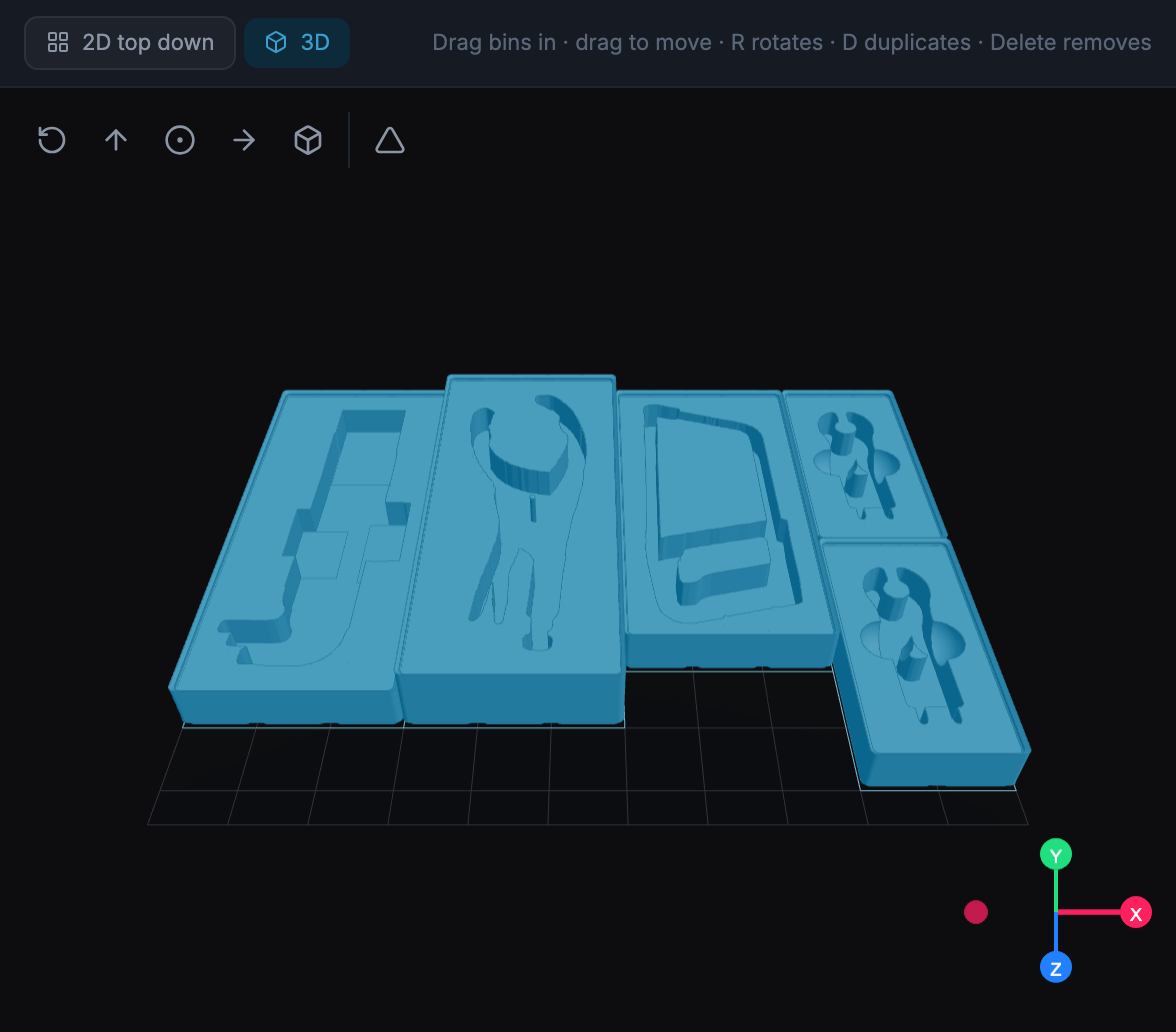 2D top down
3D
Drag bins in · drag to move · R rotates · D duplicates · Delete removes
Y
X
Z